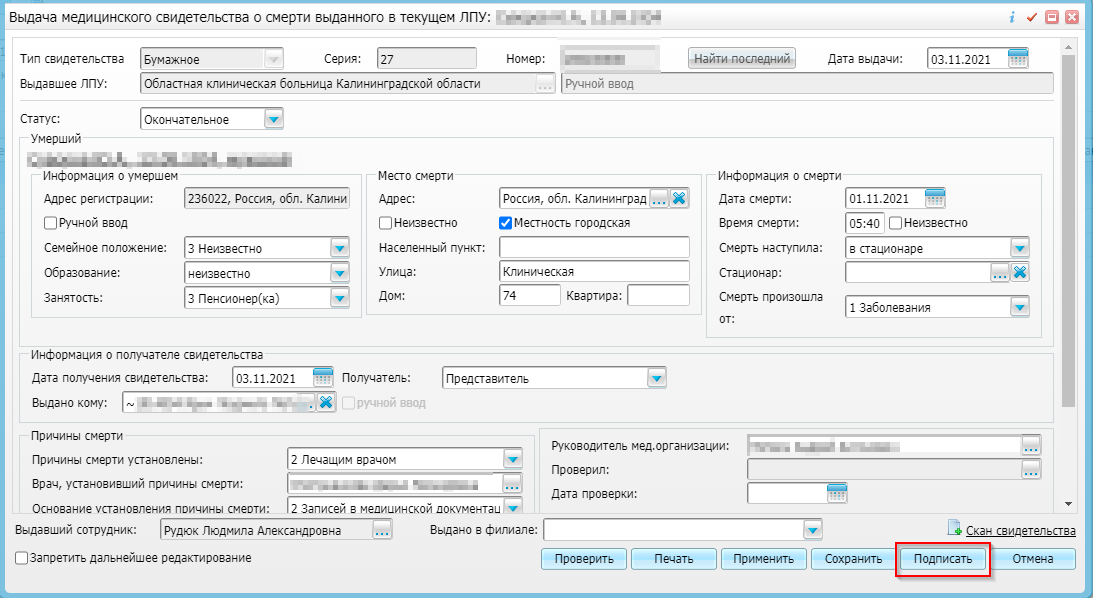 Выдача медицинского свидетельства о смерти выданного в текущем ЛПУ:
Тип свидетельства Бумажное Серия: 27 Номер: Найти последний Дата выдачи: 03.11.2021
Выдавшее ЛПУ: Областная клиническая больница Калининградской области ... Ручной ввод
Статус: Окончательное
Умерший
Информация о умершем
Адрес регистрации: 236022, Россия, обл. Калини
Ручной ввод
Семейное положение: 3 Неизвестно
Образование: неизвестно
Занятость: 3 Пенсионер(ка)
Место смерти
Адрес: Россия, обл. Калининград ...
Неизвестно Местность городская
Населенный пункт:
Улица: Клиническая
Дом: 74 Квартира:
Информация о смерти
Дата смерти: 01.11.2021
Время смерти: 05:40 Неизвестно
Смерть наступила: в стационаре
Стационар: ...
Смерть произошла
от: 1 Заболевания
Информация о получателе свидетельства
Дата получения свидетельства: 03.11.2021 Получатель: Представитель
Выдано кому: ~ ручной ввод
Причины смерти
Причины смерти установлены: 2 Лечащим врачом
Врач, установивший причины смерти: ...
Основание установления причины смерти: 2 Записей в медицинской документац
Руководитель мед.организации: ...
Проверил: ...
Дата проверки:
Выдавший сотрудник: Рудюк Людмила Александровна ... Выдано в филиале: Скан свидетельства
Запретить дальнейшее редактирование Проверить Печать Применить Сохранить Подписать Отмена